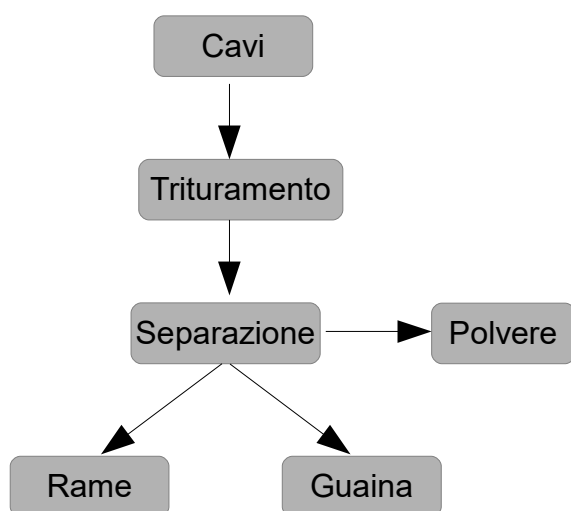 Cavi
Trituramento
Separazione
Polvere
Rame
Guaina